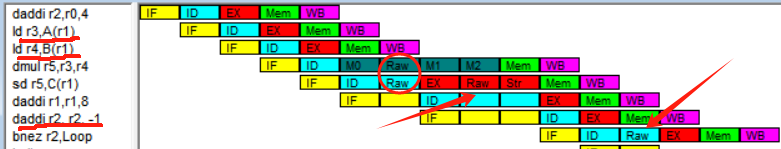 daddi r2,r0,4 IF ID EX Mem WB
ld r3,A(r1) IF ID EX Mem WB
ld r4,B(r1) IF ID EX Mem WB
dmul r5,r3,r4 IF ID M0 Raw M1 M2 Mem WB
sd r5,C(r1) IF ID Raw EX Raw Str Mem WB
daddi r1,r1,8 IF ID EX Mem WB
daddi r2, r2, -1 IF ID EX Mem WB
bnez r2,Loop IF ID Raw EX Mem WB